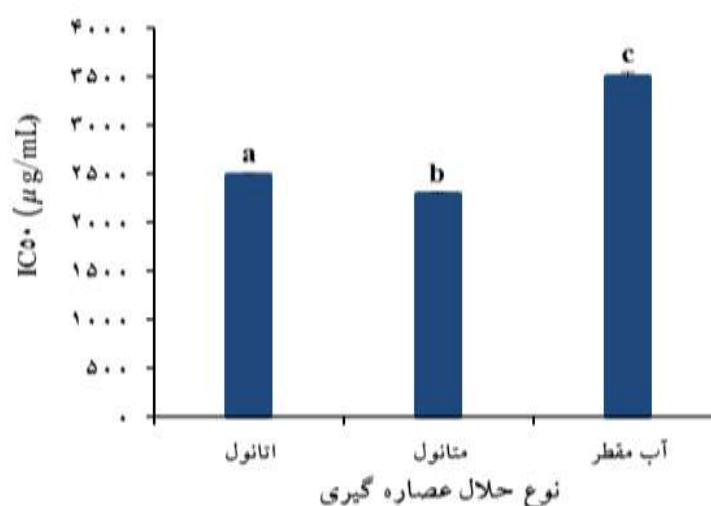 ۴۰۰۰
۳۵۰۰
۳۰۰۰
۲۵۰۰
۲۰۰۰
۱۵۰۰
۱۰۰۰
۵۰۰
۰
IC۵۰ (µg/mL)
a
b
c
اتانول
متانول
آب مقطر
نوع حلال عصاره گیری